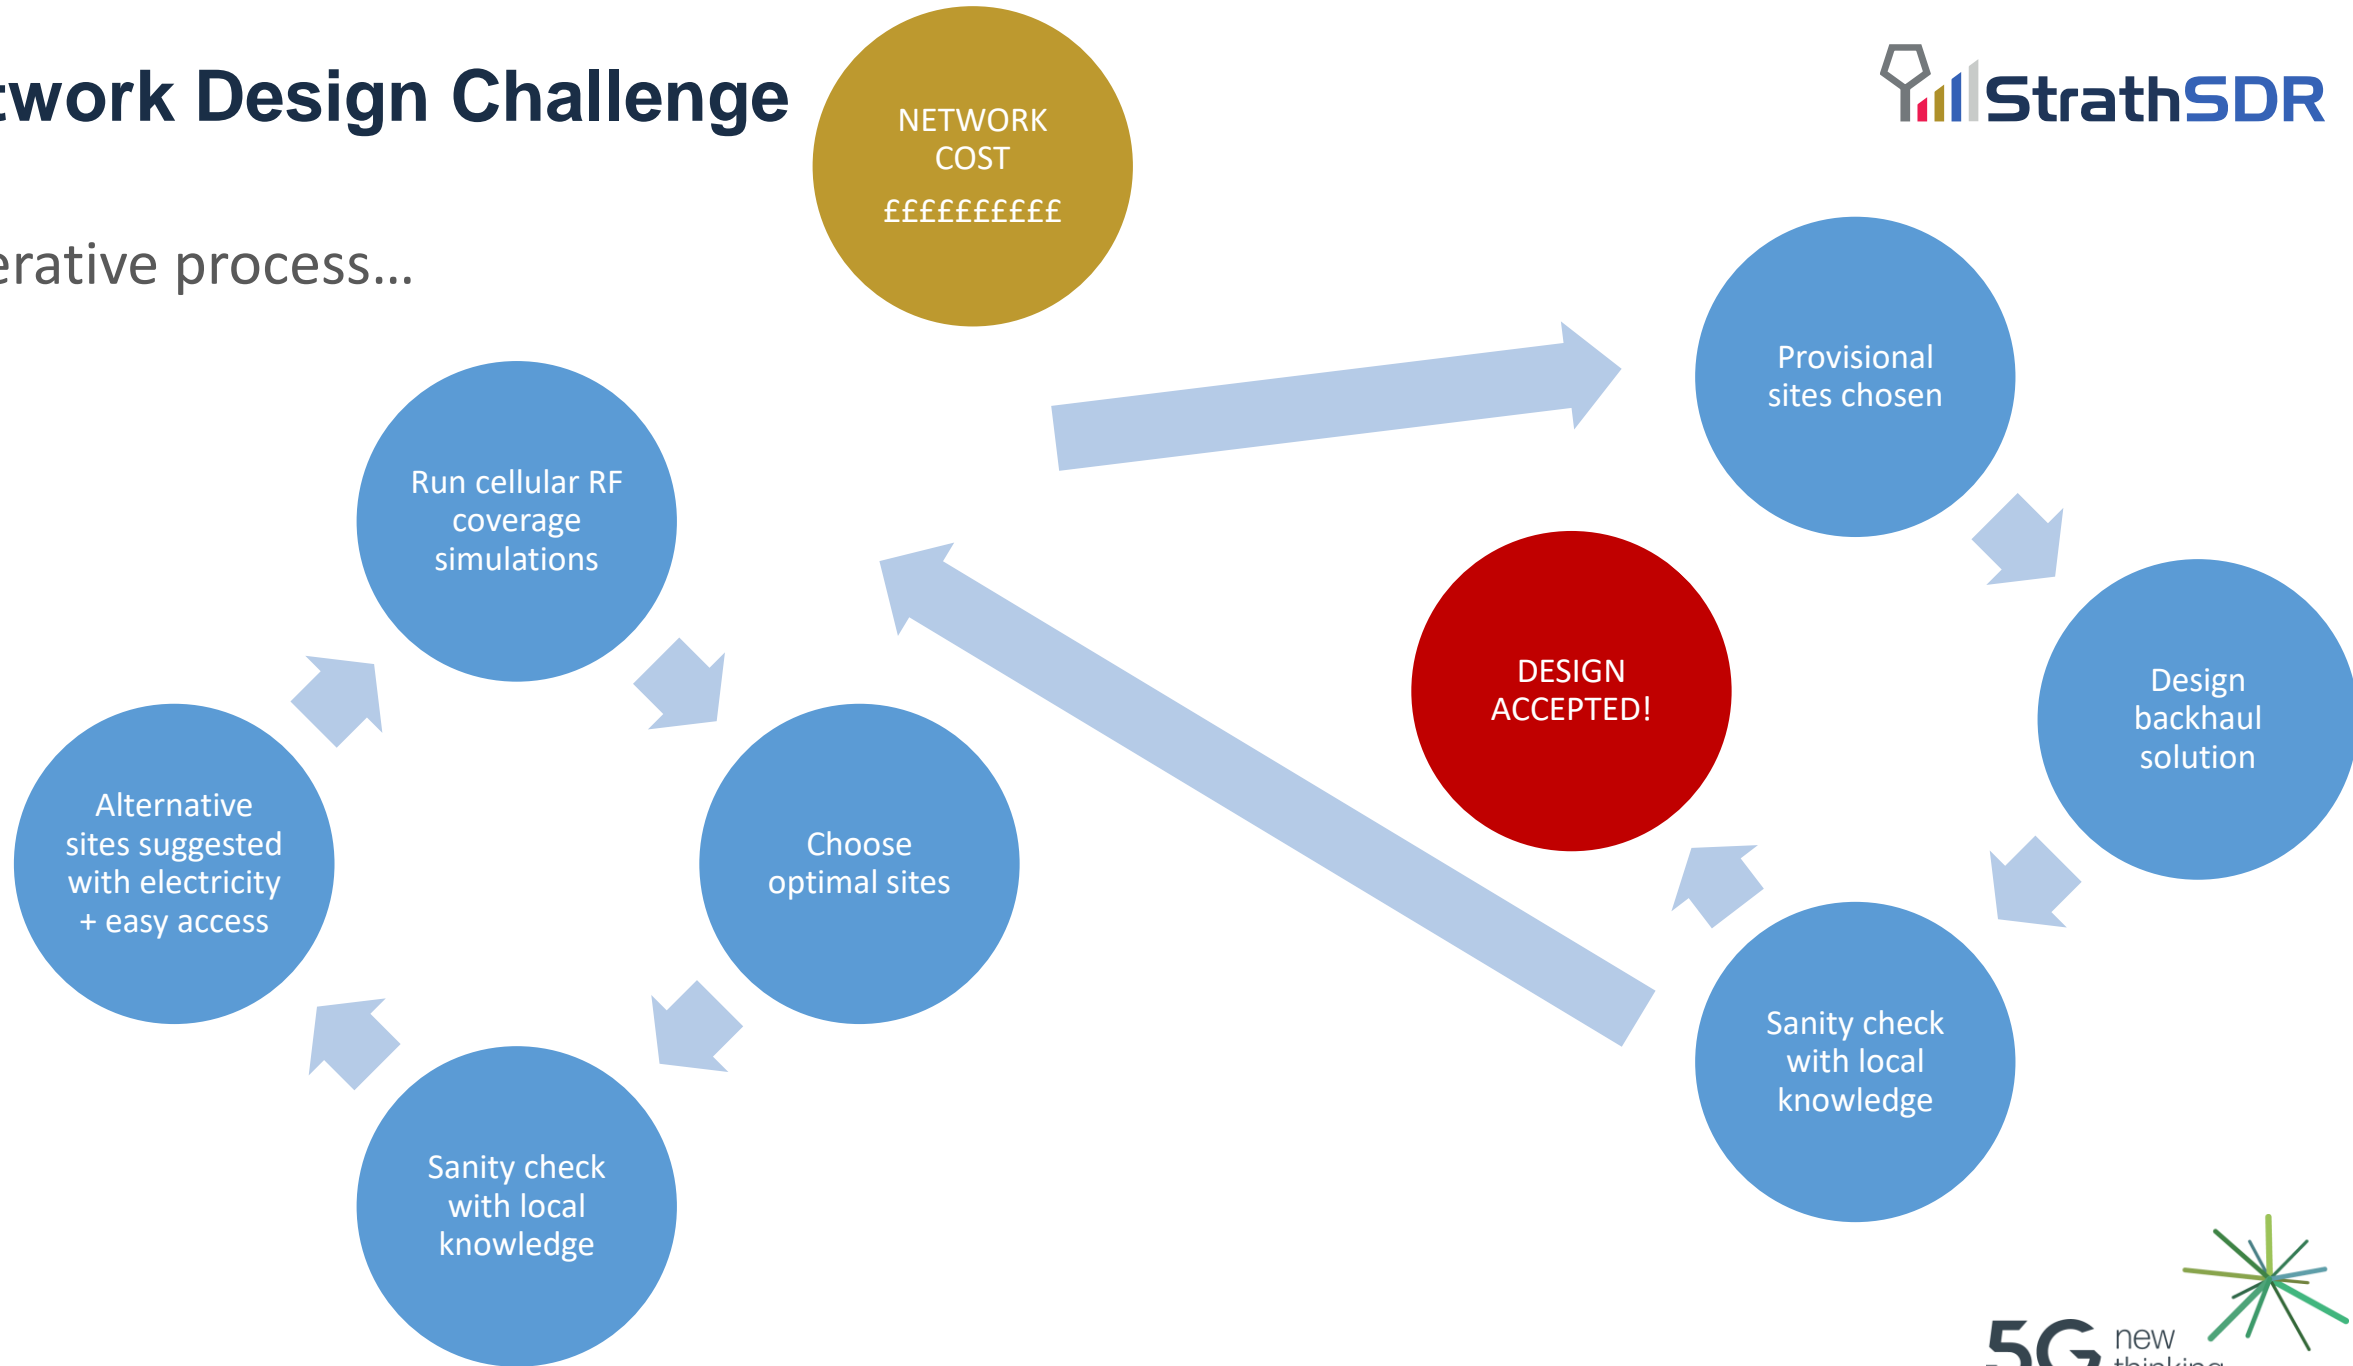 twork Design Challenge
StrathSDR
erative process...
NETWORK
COST
££££££££££
Provisional
sites chosen
Run cellular RF
coverage
simulations
DESIGN
ACCEPTED!
Design
backhaul
solution
Alternative
sites suggested
with electricity
+ easy access
Choose
optimal sites
Sanity check
with local
knowledge
Sanity check
with local
knowledge
5G new
thinking